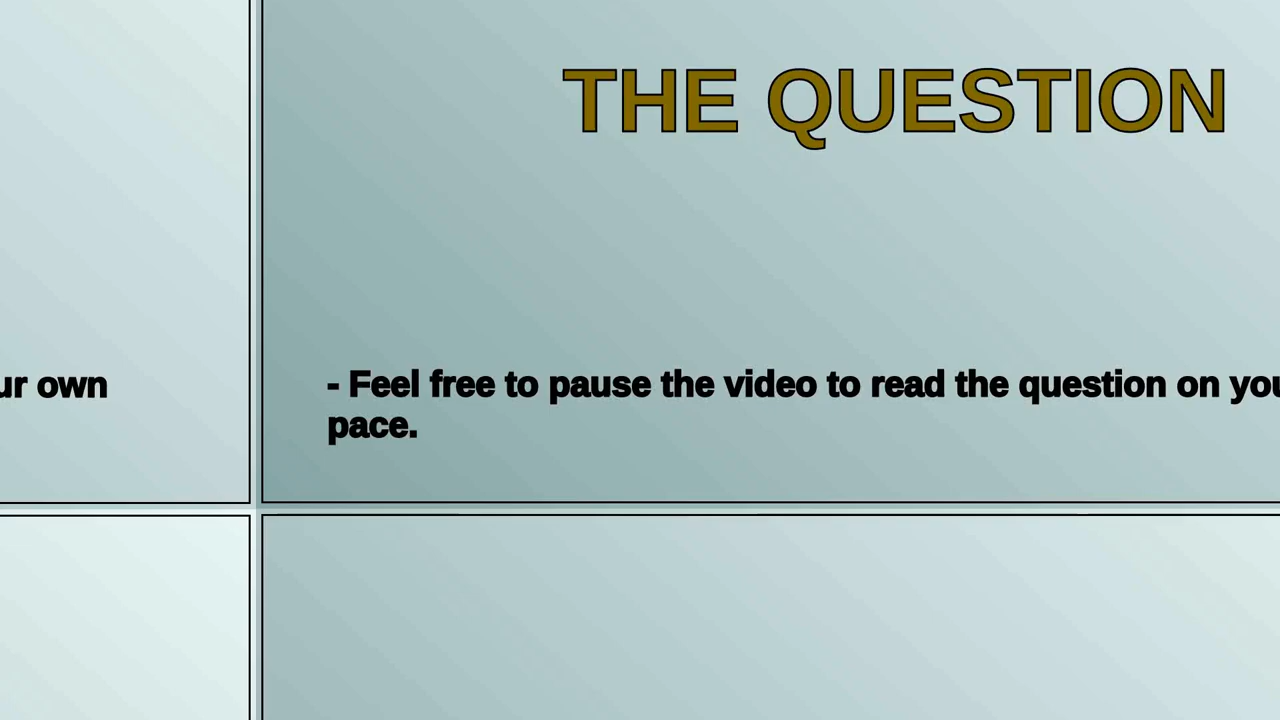 THE QUESTION
ur own
- Feel free to pause the video to read the question on you
pace.